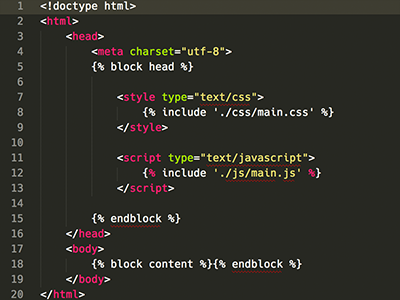 1 <!doctype html>
2 <html>
3 <head>
4 <meta charset="utf-8">
5 {% block head %}
6
7 <style type="text/css">
8 {% include './css/main.css' %}
9 </style>
10
11 <script type="text/javascript">
12 {% include './js/main.js' %}
13 </script>
14
15 {% endblock %}
16 </head>
17 <body>
18 {% block content %}{% endblock %}
19 </body>
20 </html>